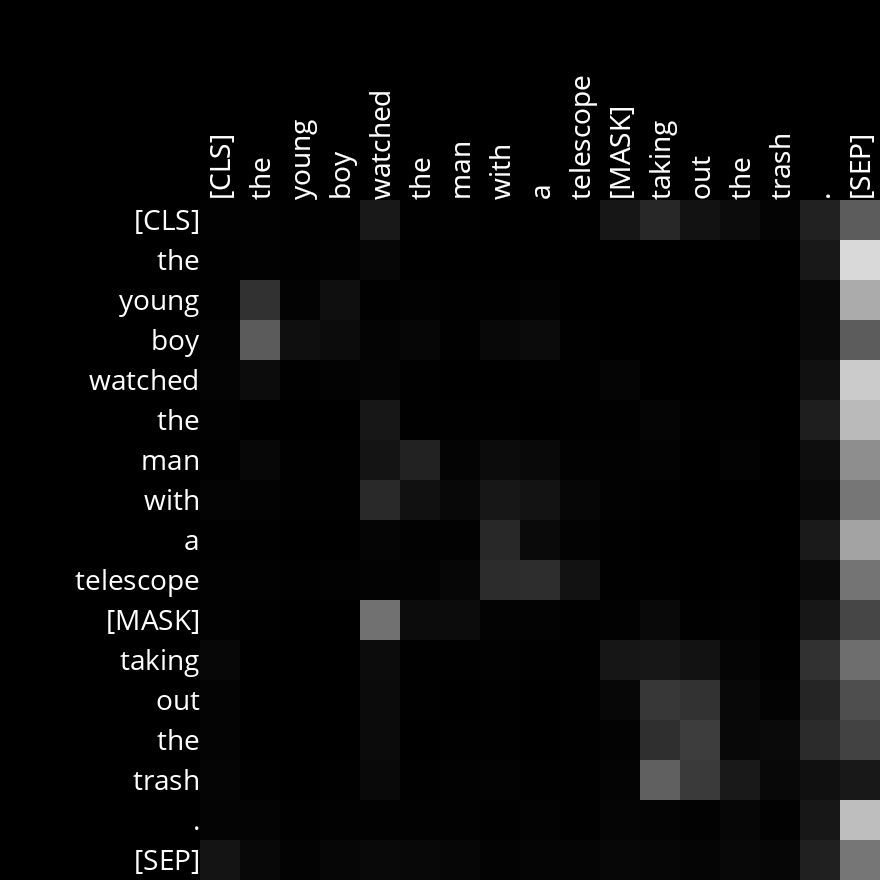 [CLS] the young boy watched the man with a telescope [MASK] taking out the trash . [SEP]
[CLS]
the
young
boy
watched
the
man
with
a
telescope
[MASK]
taking
out
the
trash
.
[SEP]